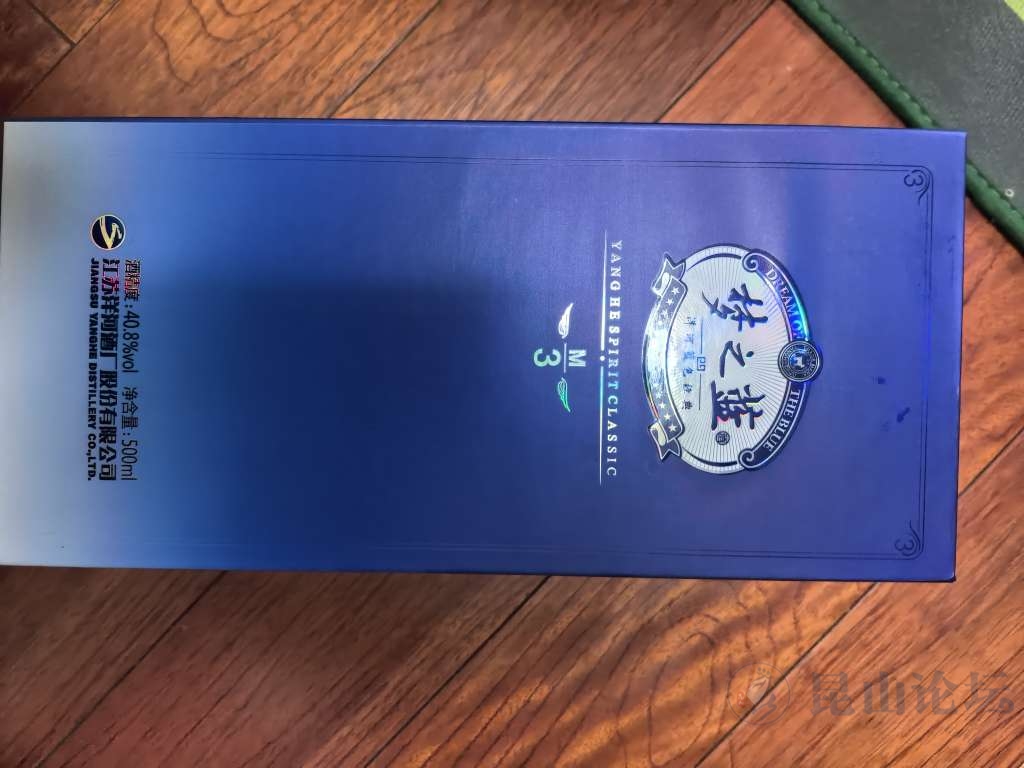 DREAM OF THE BLUE
梦之蓝
洋河蓝色经典
YANGHE SPIRIT CLASSIC
M
3
酒精度:40.8%vol 净含量:500ml
江苏洋河酒厂股份有限公司
JIANGSU YANGHE DISTILLERY CO.,LTD.
3
3
昆山论坛